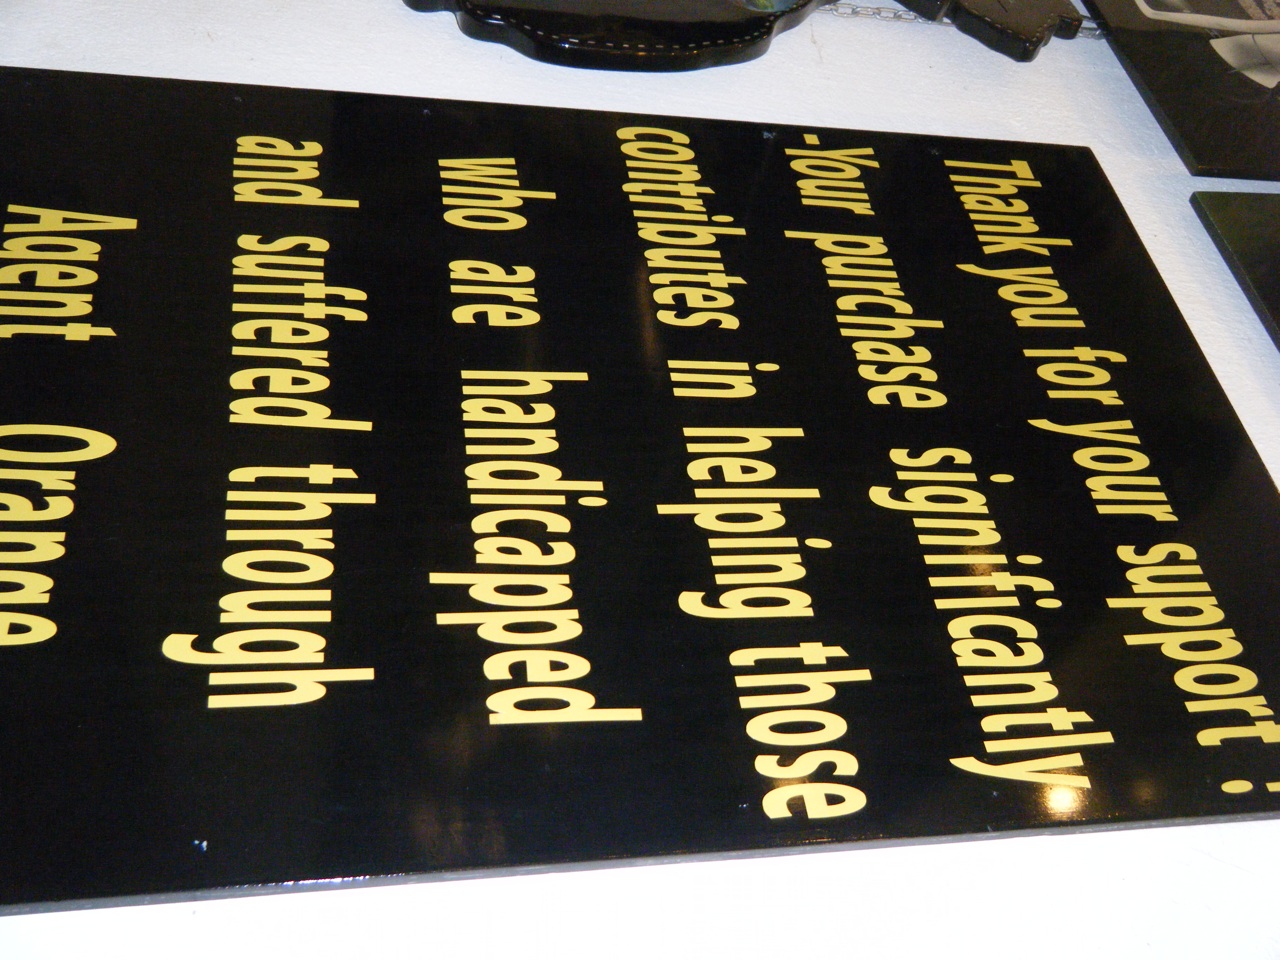 Thank you for your support !
-Your purchase significantly
contributes in helping those
who are handicapped
and suffered through
Agent Orange